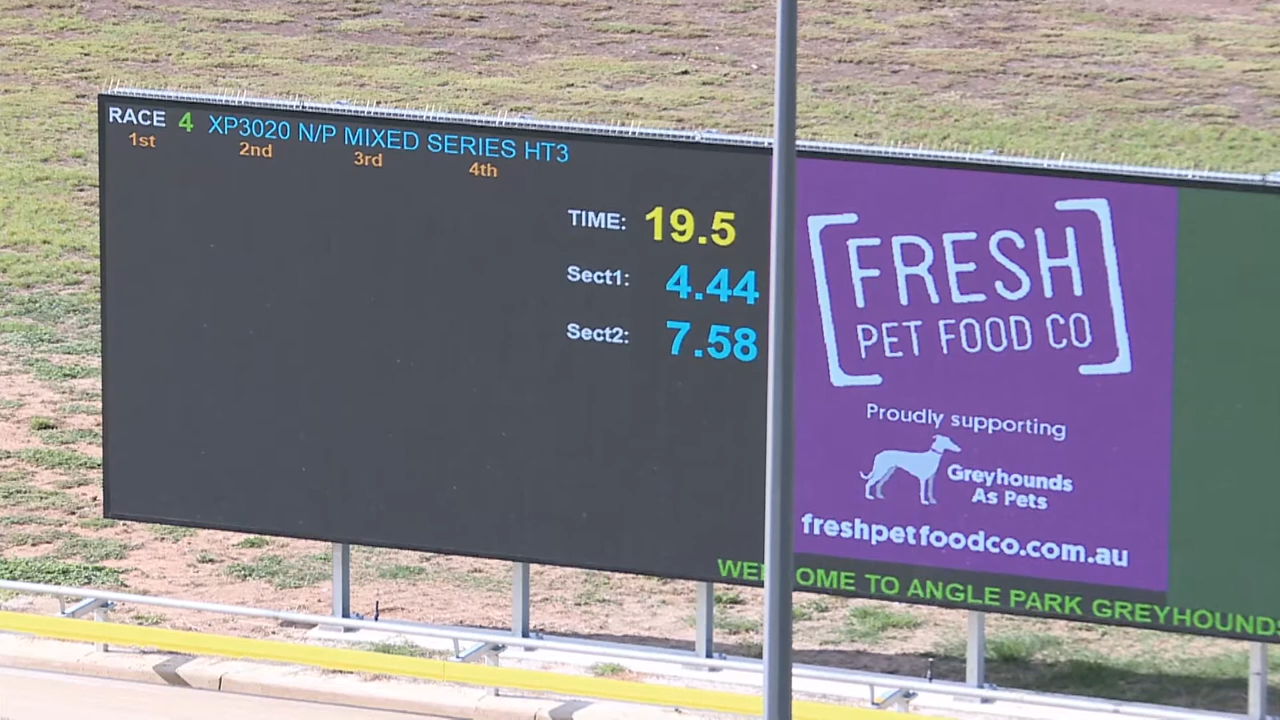 RACE 4 XP3020 N/P MIXED SERIES HT3
1st 2nd 3rd 4th
TIME: 19.5
Sect1: 4.44
Sect2: 7.58
FRESH
PET FOOD CO
Proudly supporting
Greyhounds
As Pets
freshpetfoodco.com.au
WE OME TO ANGLE PARK GREYHOUNDS